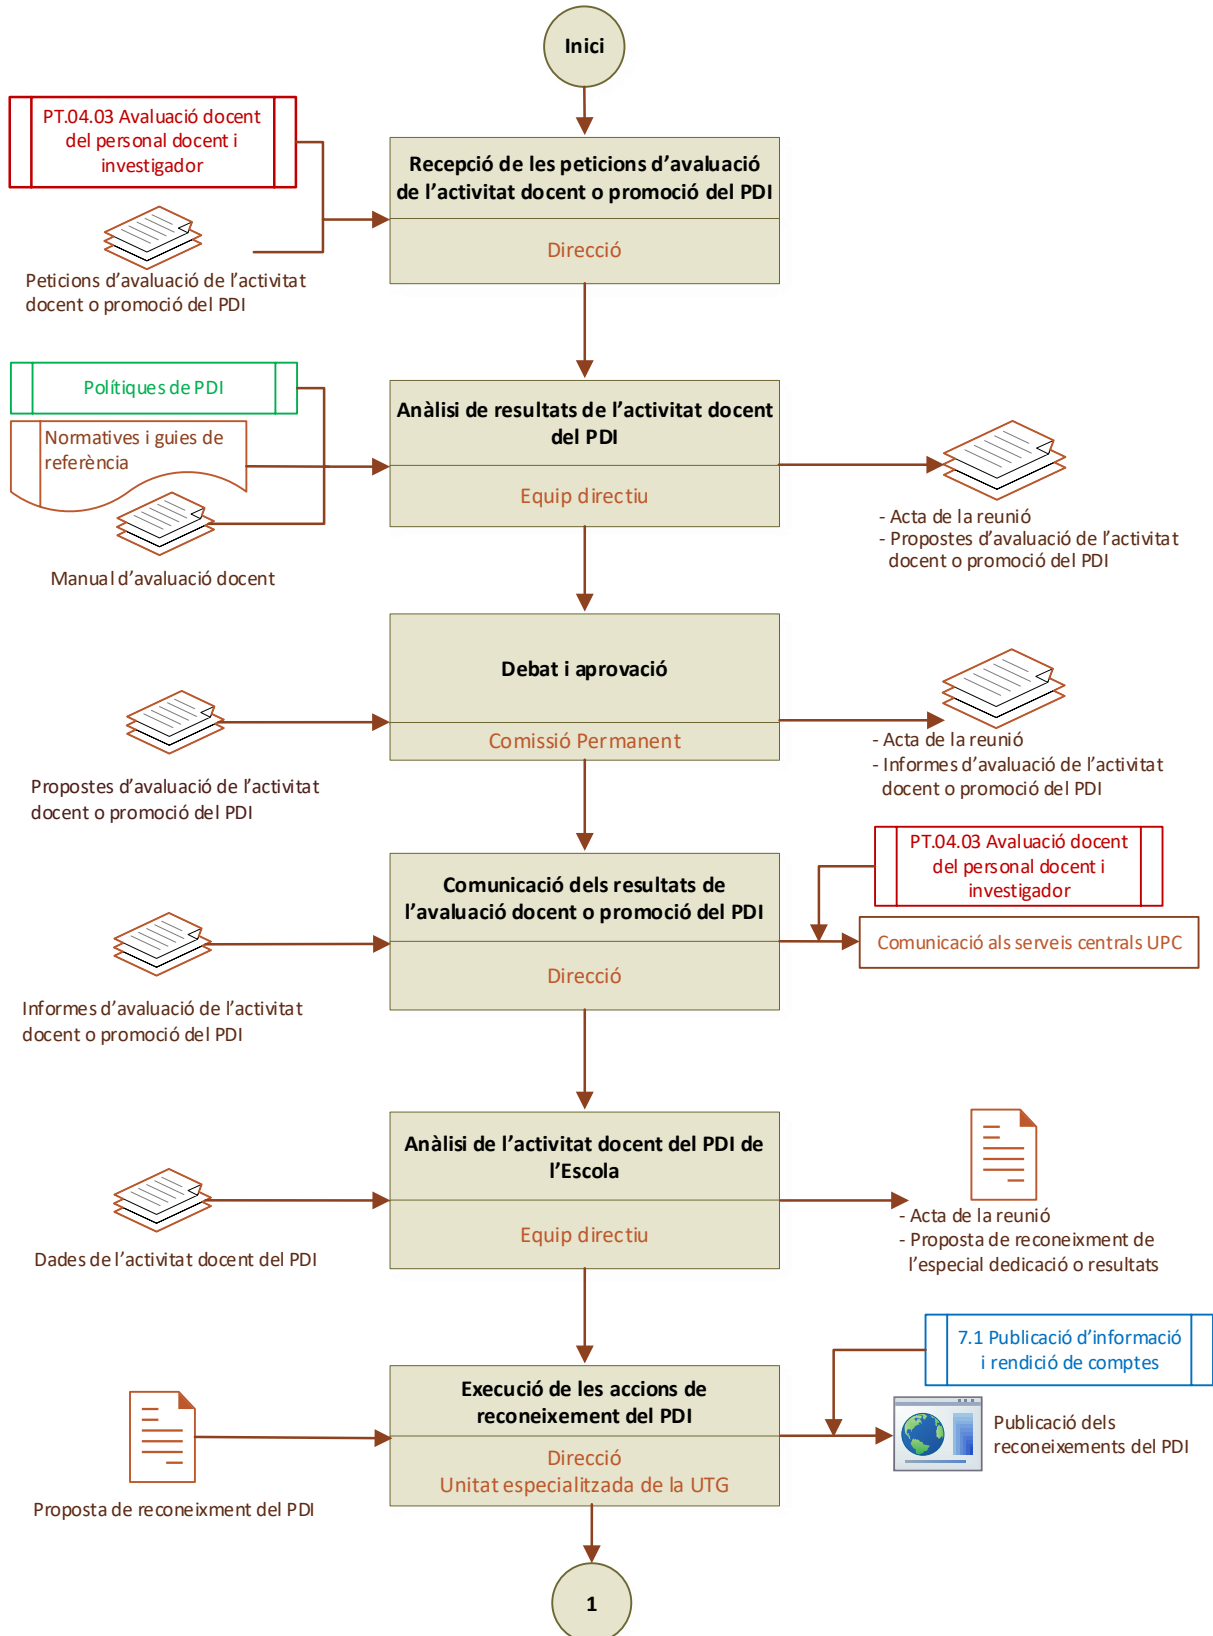 Inici
PT.04.03 Avaluació docent
del personal docent i
investigador
Recepció de les peticions d’avaluació
de l’activitat docent o promoció del PDI
Direcció
Peticions d’avaluació de l’activitat
docent o promoció del PDI
Polítiques de PDI
Normatives i guies de
referència
Manual d’avaluació docent
Anàlisi de resultats de l’activitat docent
del PDI
Equip directiu
- Acta de la reunió
- Propostes d’avaluació de l’activitat
docent o promoció del PDI
Debat i aprovació
Comissió Permanent
Propostes d’avaluació de l’activitat
docent o promoció del PDI
- Acta de la reunió
- Informes d’avaluació de l’activitat
docent o promoció del PDI
PT.04.03 Avaluació docent
del personal docent i
investigador
Comunicació dels resultats de
l’avaluació docent o promoció del PDI
Direcció
Comunicació als serveis centrals UPC
Informes d’avaluació de l’activitat
docent o promoció del PDI
Anàlisi de l’activitat docent del PDI de
l’Escola
Equip directiu
Dades de l’activitat docent del PDI
- Acta de la reunió
- Proposta de reconeixment de
l’especial dedicació o resultats
7.1 Publicació d’informació
i rendició de comptes
Execució de les accions de
reconeixement del PDI
Direcció
Unitat especialitzada de la UTG
Publicació dels
reconeixements del PDI
Proposta de reconeixment del PDI
1